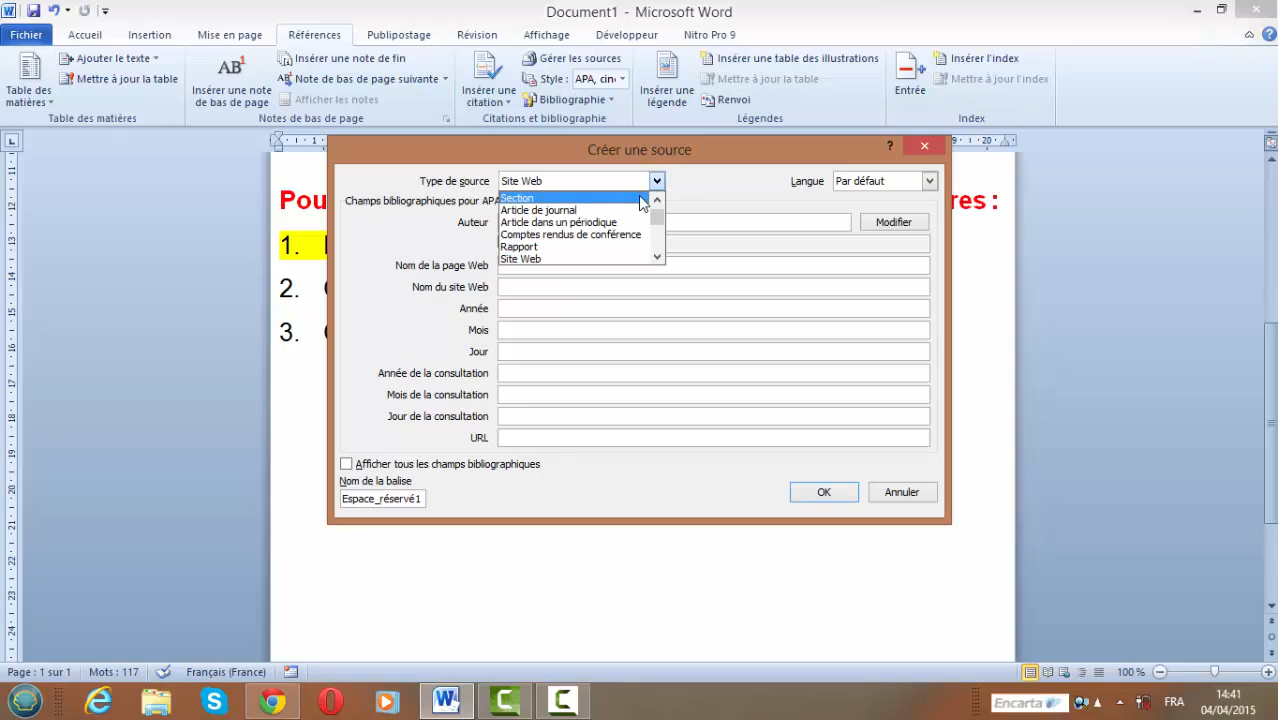 Document1 - Microsoft Word
Fichier Accueil Insertion Mise en page Références Publipostage Révision Affichage Développeur Nitro Pro 9
Table des matières
Ajouter le texte
Mettre à jour la table
Table des matières
AB1
Insérer une note de bas de page
Insérer une note de fin
Note de bas de page suivante
Afficher les notes
Notes de bas de page
Insérer une citation
Gérer les sources
Style : APA, cin
Bibliographie
Citations et bibliographie
Insérer une légende
Insérer une table des illustrations
Mettre à jour la table
Renvoi
Légendes
Entrée
Insérer l'index
Mettre à jour l'index
Index
Pou
res :
1.
2.
3.
Créer une source
Type de source Site Web Langue Par défaut
Section
Article de journal
Article dans un périodique
Comptes rendus de conférence
Rapport
Site Web
Champs bibliographiques pour APA
Auteur Modifier
Nom de la page Web
Nom du site Web
Année
Mois
Jour
Année de la consultation
Mois de la consultation
Jour de la consultation
URL
Afficher tous les champs bibliographiques
Nom de la balise
Espace_réservé1
OK Annuler
Page : 1 sur 1 Mots : 117 Français (France) 100 %
Encarta FRA 14:41
04/04/2015